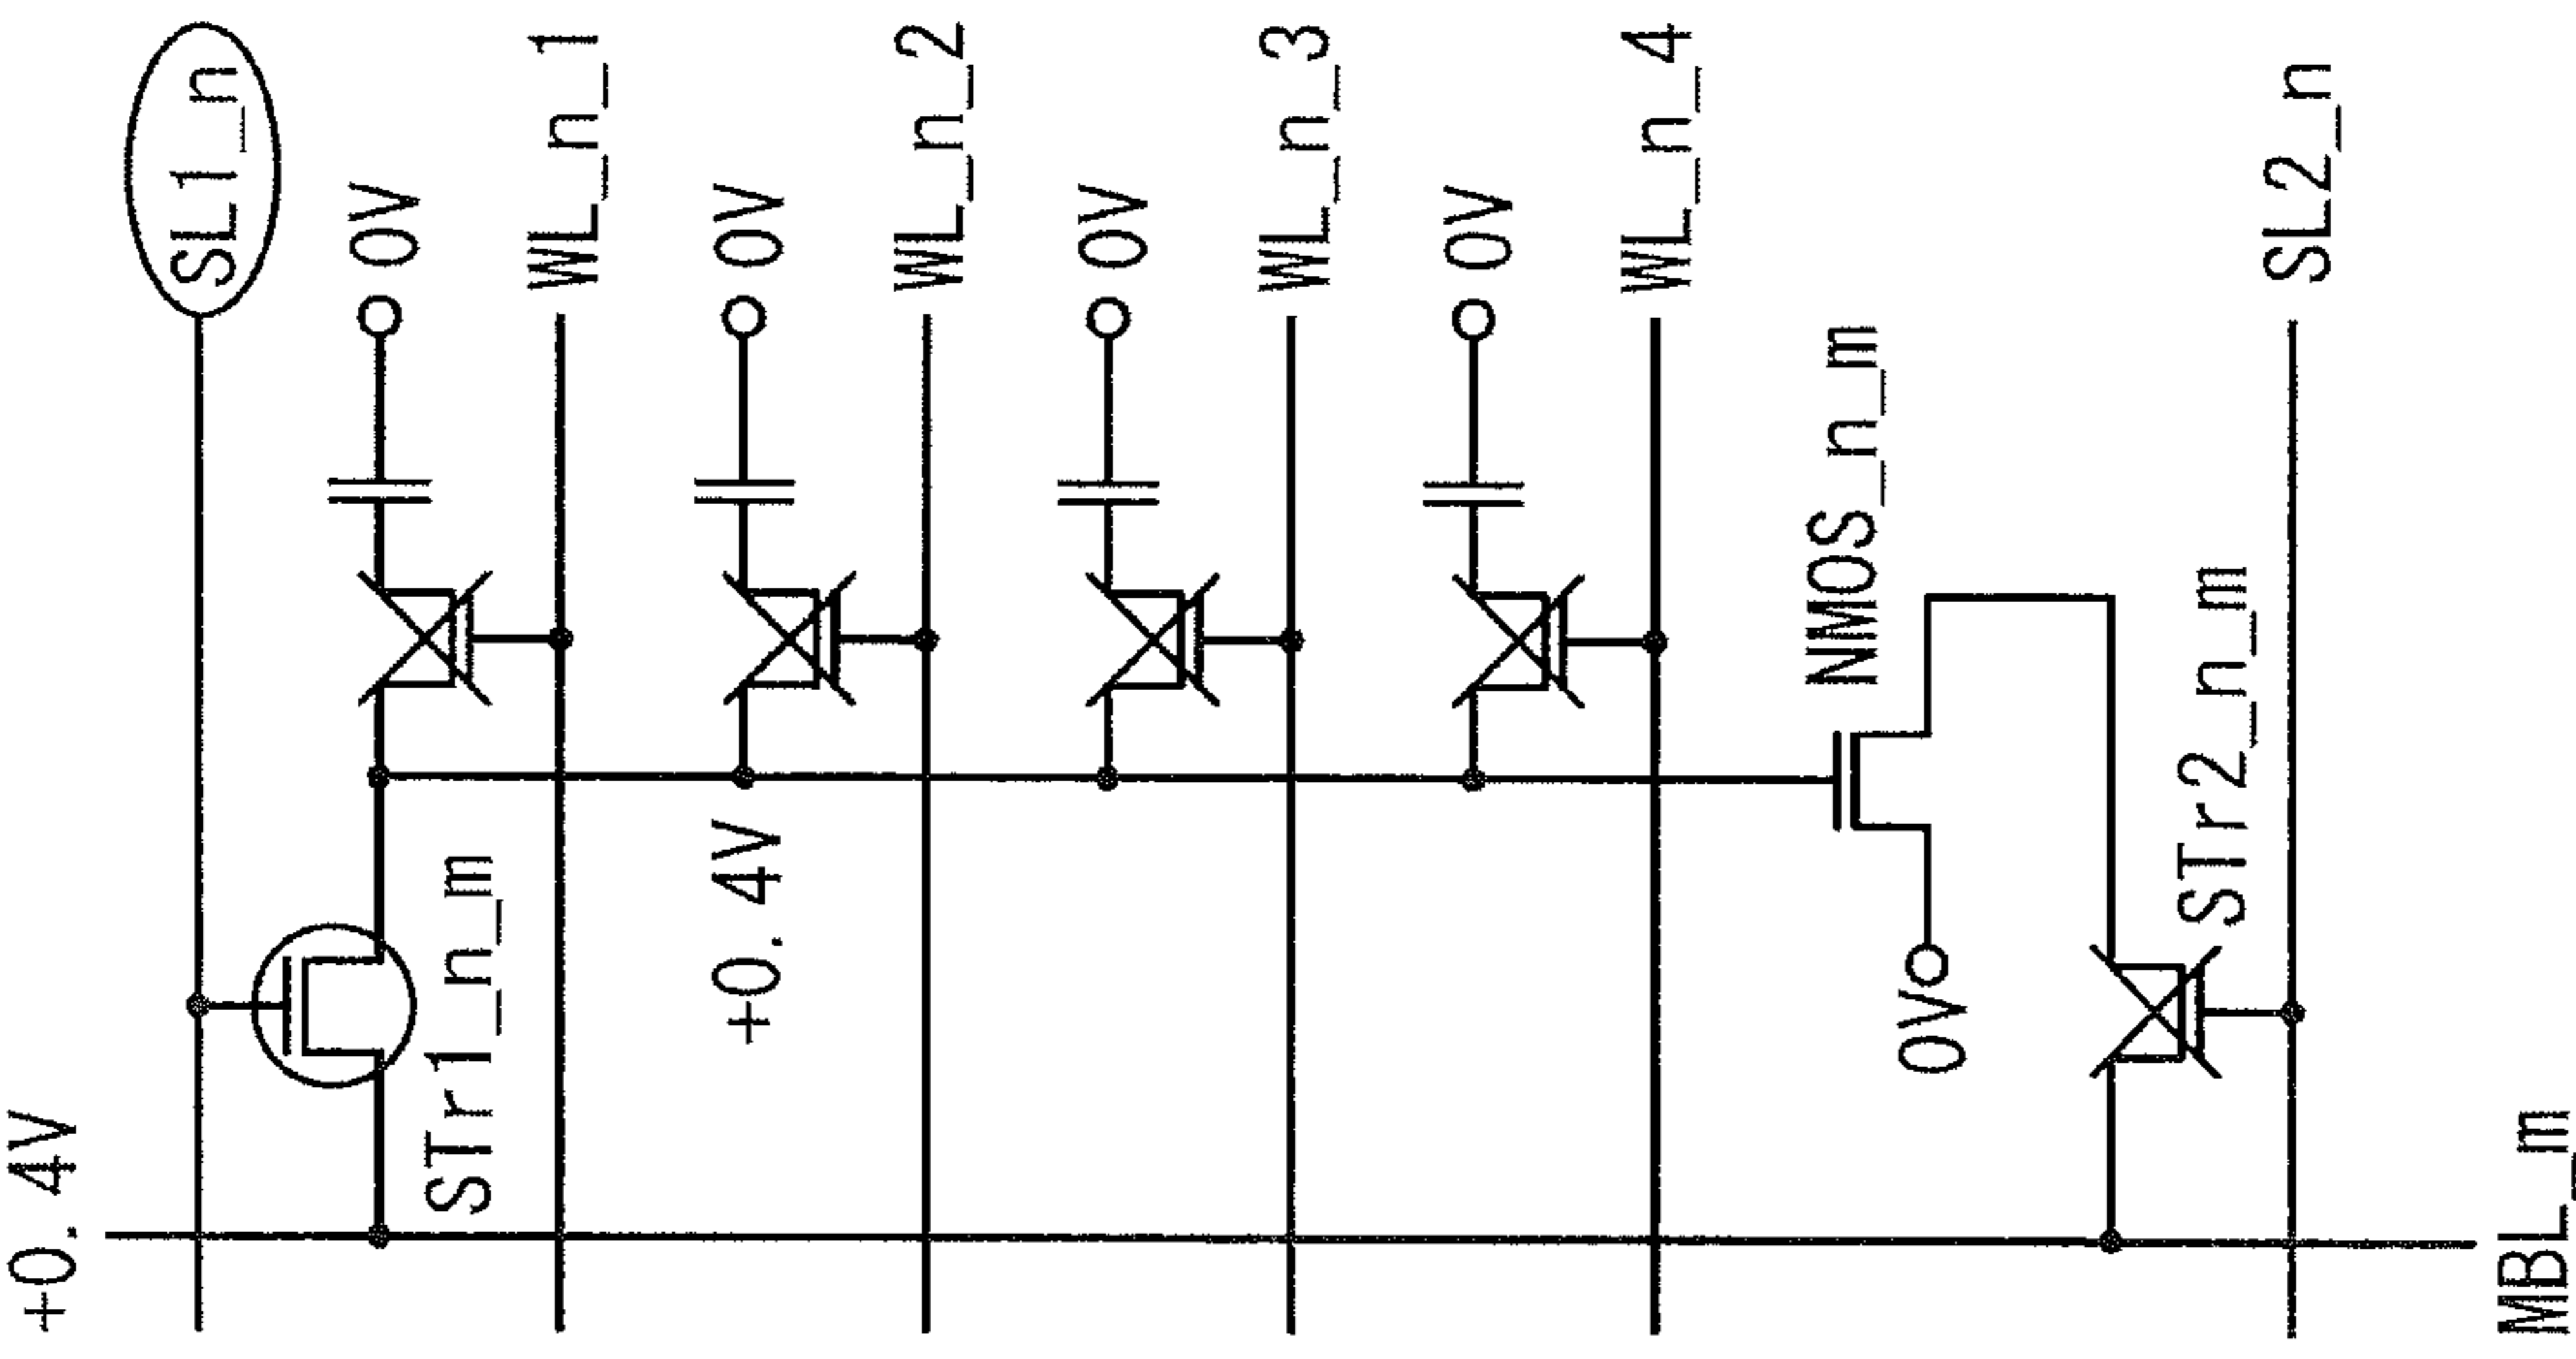 SL1_n
0V
WL_n_1
0V
WL_n_2
0V
WL_n_3
0V
WL_n_4
SL2_n
NMOS_n_m
STr2_n_m
STr1_n_m
+0.4V
0V
+0.4V
MBL_m